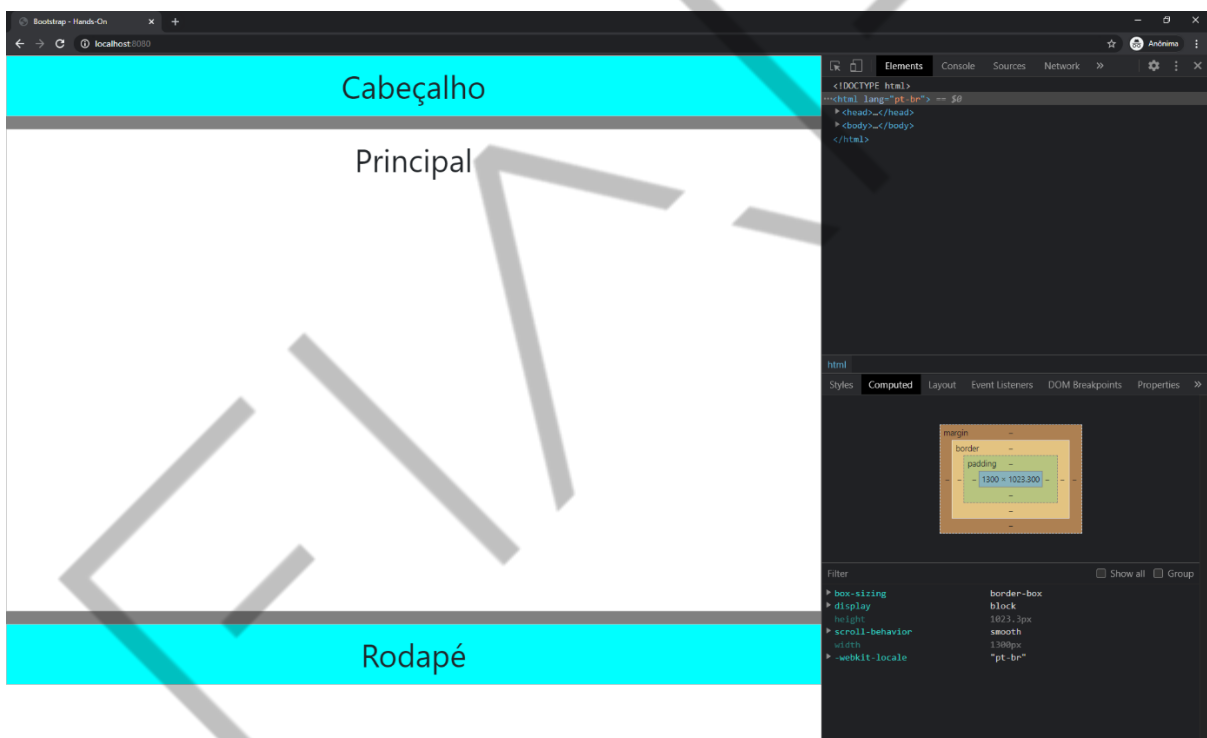 Bootstrap - Hands-On
localhost:8080
Anônima
Cabeçalho
Principal
Rodapé
Elements Console Sources Network »
<!DOCTYPE html>
…<html lang="pt-br"> == $0
<head>…</head>
<body>…</body>
</html>
html
Styles Computed Layout Event Listeners DOM Breakpoints Properties »
margin –
border –
padding –
– – – 1300 × 1023.300 – – –
–
–
–
Filter Show all Group
box-sizing border-box
display block
height 1023.3px
scroll-behavior smooth
width 1300px
-webkit-locale "pt-br"